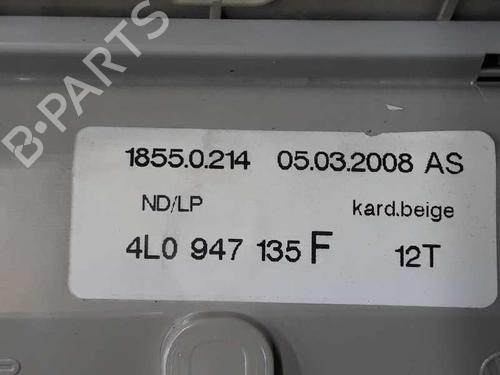 1855.0.214 05.03.2008 AS
ND/LP kard.beige
4L0 947 135 F 12T
B-PARTS